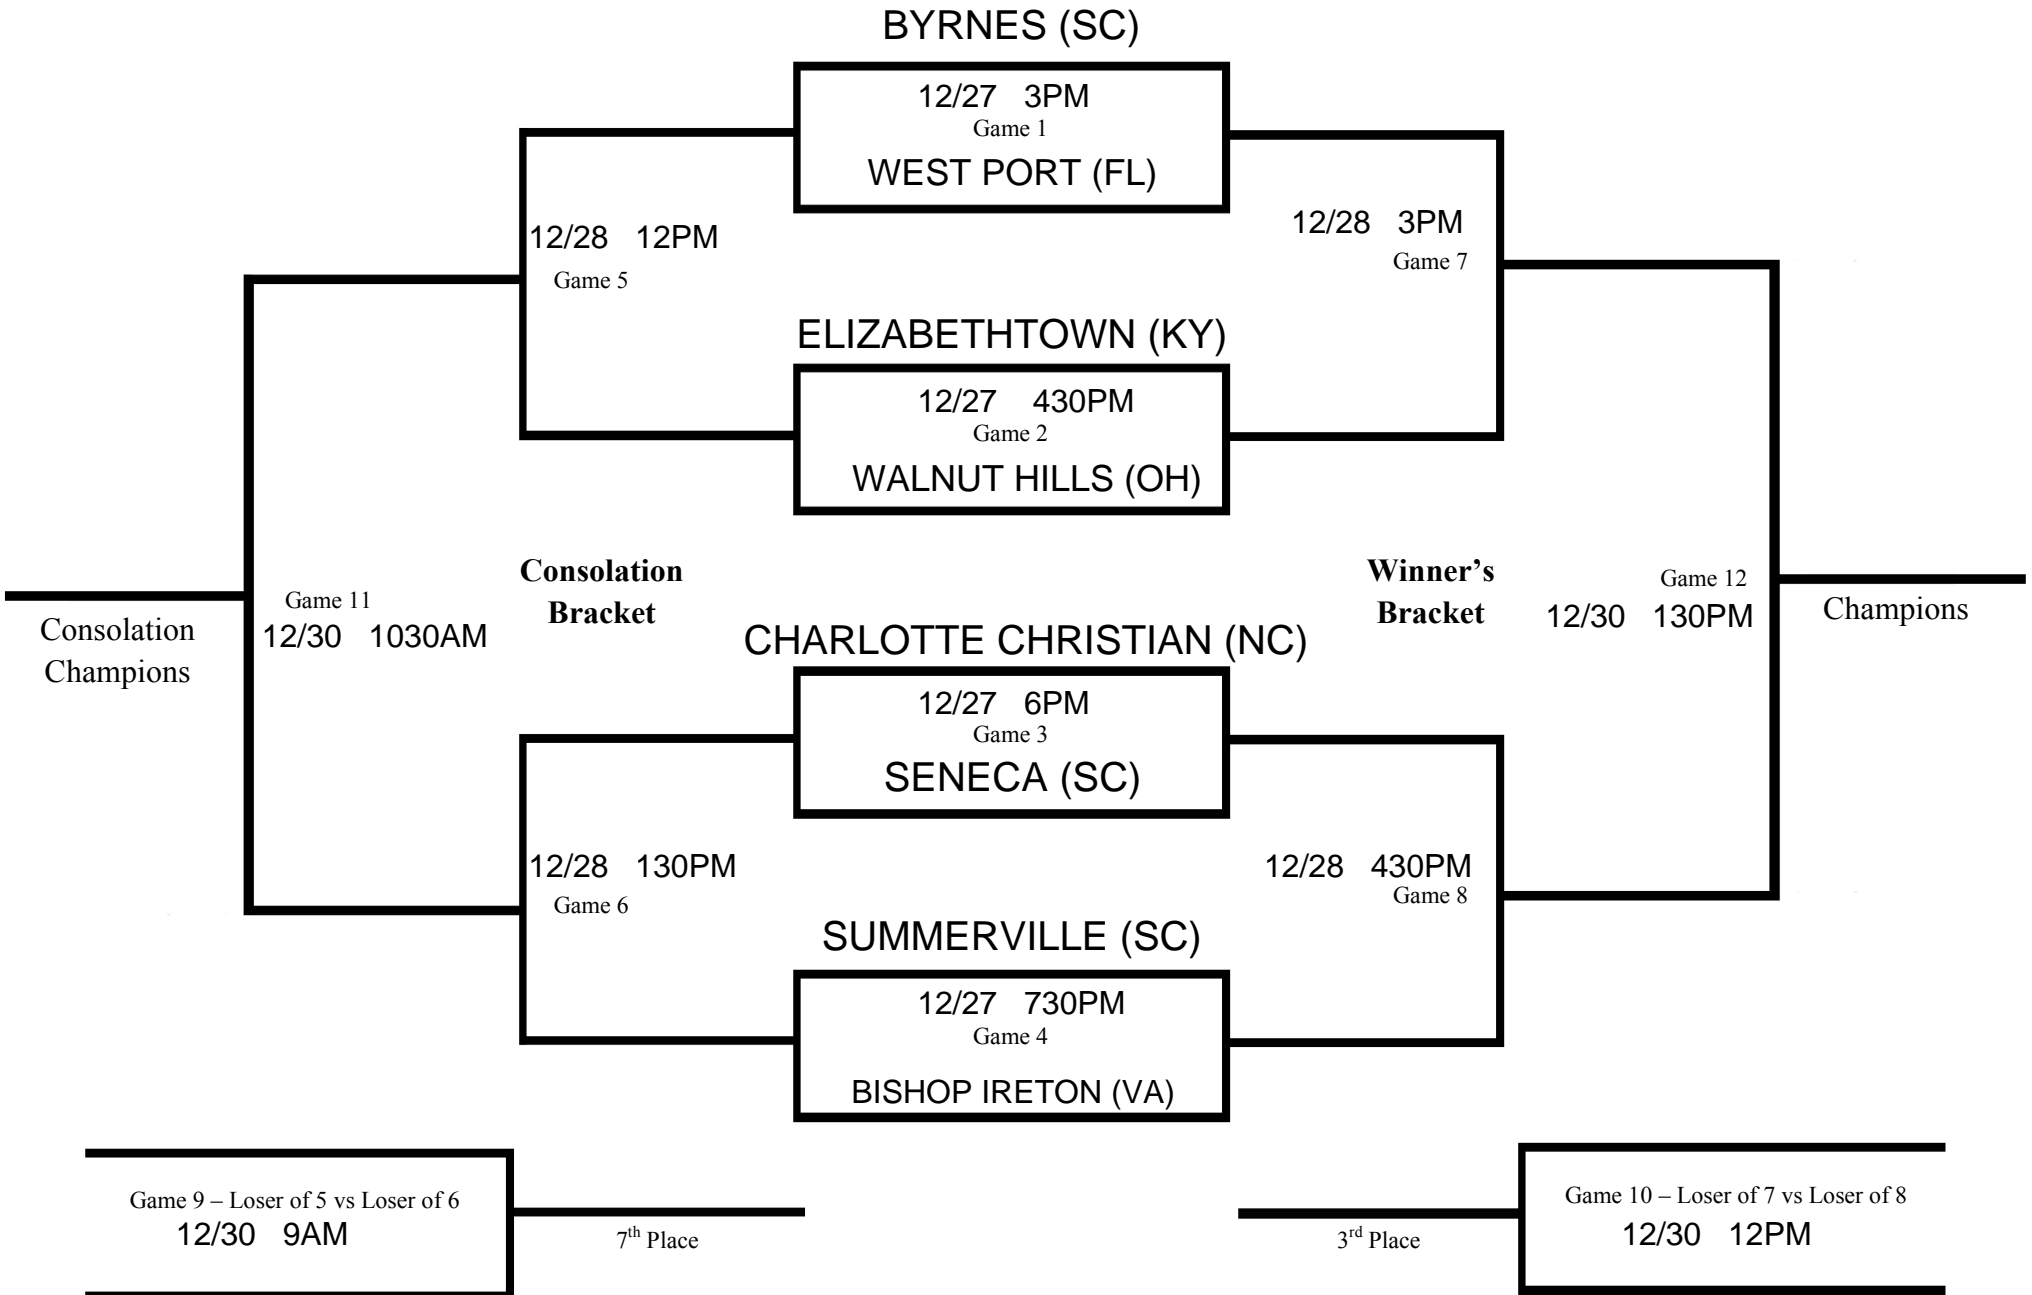 BYRNES (SC)
12/27 3PM
Game 1
WEST PORT (FL)
12/28 12PM
Game 5
12/28 3PM
Game 7
ELIZABETHTOWN (KY)
12/27 430PM
Game 2
WALNUT HILLS (OH)
Consolation
Bracket
Winner's
Bracket
Game 11
12/30 1030AM
Consolation
Champions
Game 12
12/30 130PM
Champions
CHARLOTTE CHRISTIAN (NC)
12/27 6PM
Game 3
SENECA (SC)
12/28 130PM
Game 6
12/28 430PM
Game 8
SUMMERVILLE (SC)
12/27 730PM
Game 4
BISHOP IRETON (VA)
Game 9 – Loser of 5 vs Loser of 6
12/30 9AM
7th Place
3rd Place
Game 10 – Loser of 7 vs Loser of 8
12/30 12PM